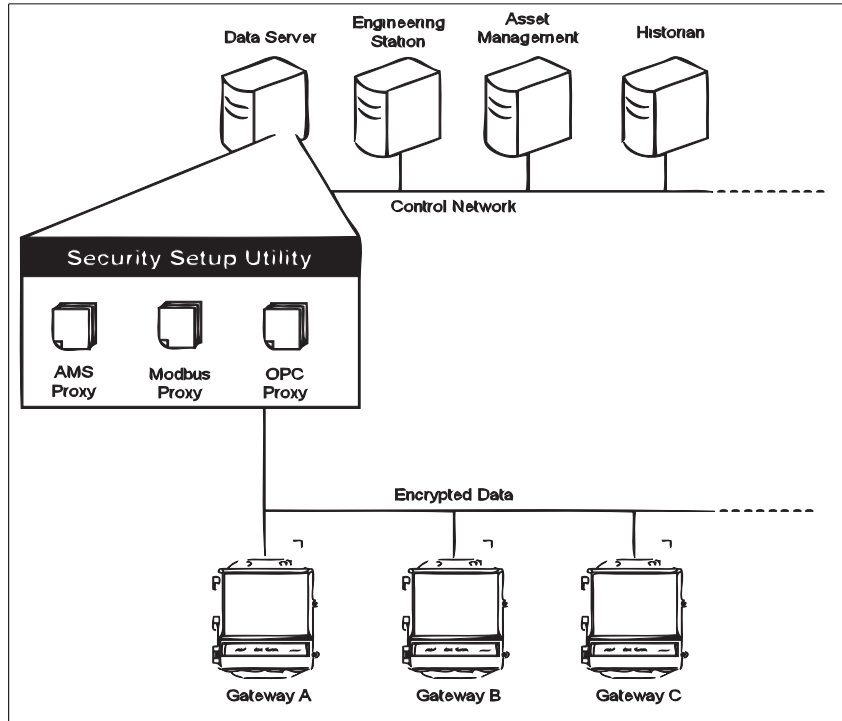 Data Server
Engineering
Station
Asset
Management
Historian
Control Network
Security Setup Utility
AMS
Proxy
Modbus
Proxy
OPC
Proxy
Encrypted Data
Gateway A
Gateway B
Gateway C